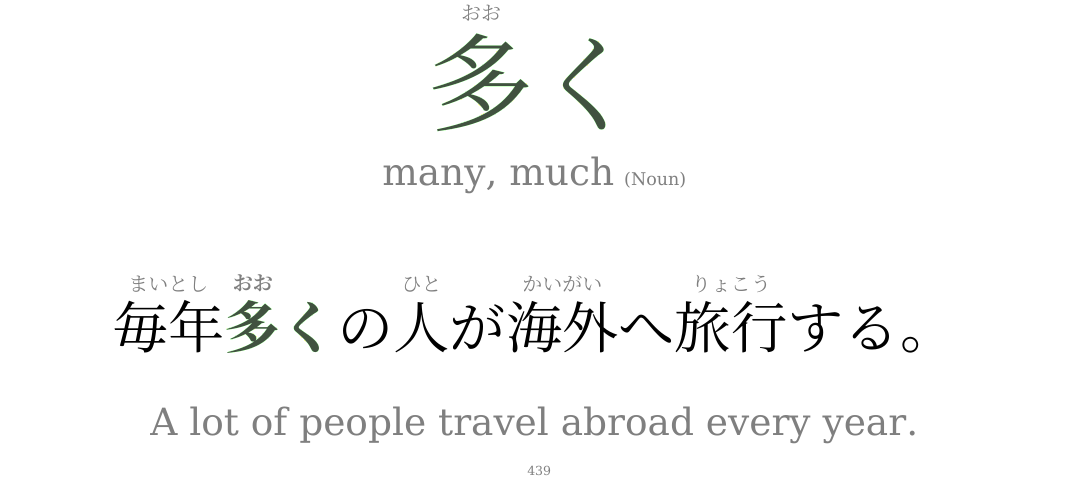 おお
多く
many, much (Noun)
まいとし おお ひと かいがい りょこう
毎年多くの人が海外へ旅行する。
A lot of people travel abroad every year.
439